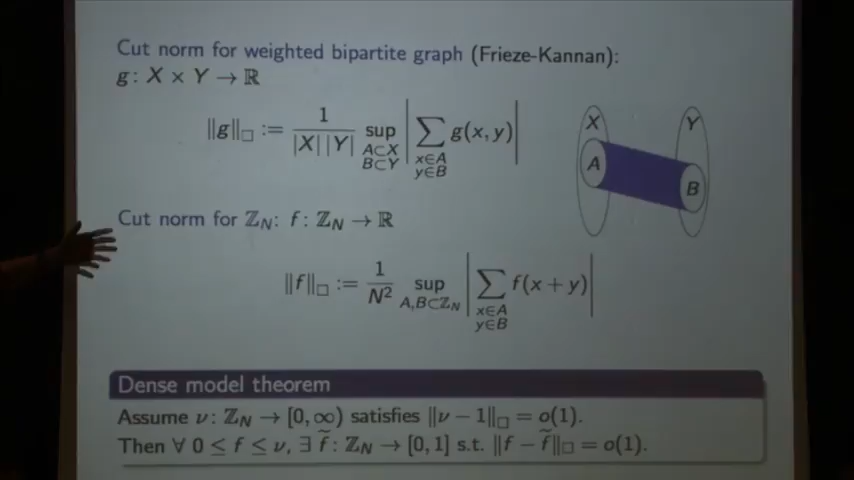 Cut norm for weighted bipartite graph (Frieze-Kannan):
g: X × Y → ℝ
‖g‖□ := 1/(|X||Y|) sup_{A⊂X, B⊂Y} |∑_{x∈A, y∈B} g(x, y)|
X Y
A
B
Cut norm for ℤ_N: f: ℤ_N → ℝ
‖f‖□ := 1/N² sup_{A,B⊂ℤ_N} |∑_{x∈A, y∈B} f(x + y)|
Dense model theorem
Assume ν: ℤ_N → [0, ∞) satisfies ‖ν − 1‖□ = o(1).
Then ∀ 0 ≤ f ≤ ν, ∃ f̃: ℤ_N → [0, 1] s.t. ‖f − f̃‖□ = o(1).